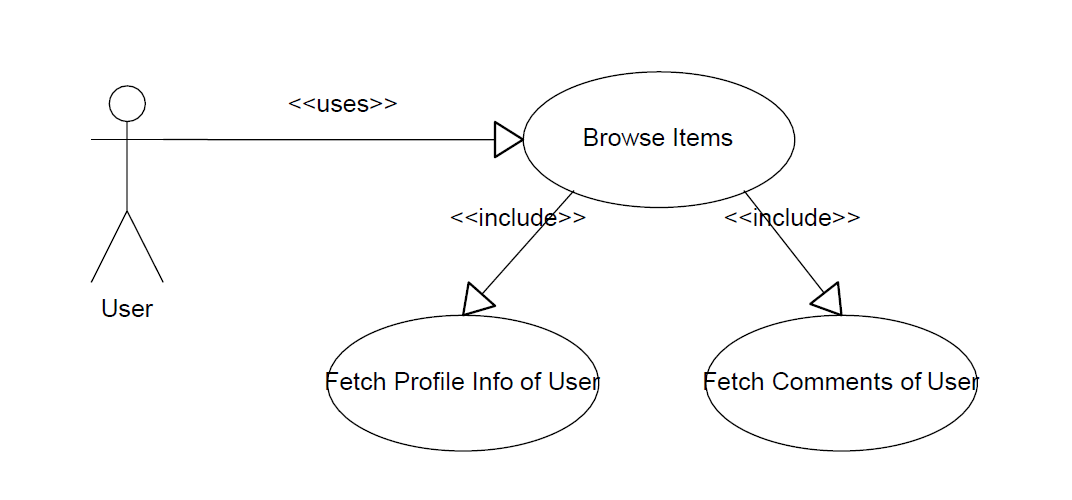 <<uses>>
Browse Items
<<include>>
<<include>>
User
Fetch Profile Info of User
Fetch Comments of User